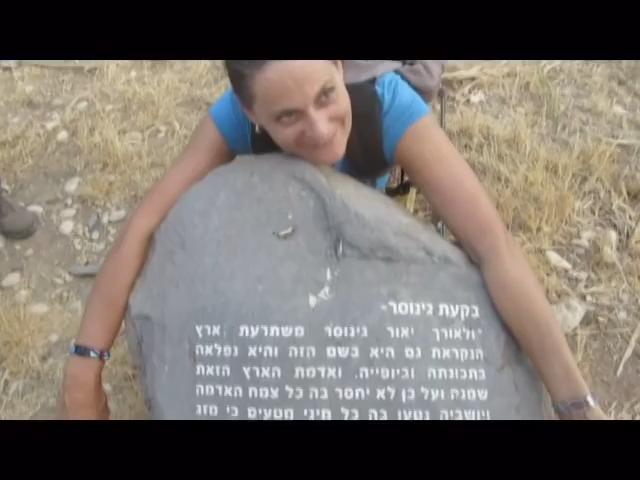 בקעת גינוסר-
"ולאורך יאור גינוסר משתרעת ארץ
הנקראת גם היא בשם הזה והיא נפלאה
בתכונתה וביופייה. ואדמת הארץ הזאת
שמנה ועל כן לא יחסר בה כל צמח האדמה
ויושביה נטעו בה כל מיני מטעים כי מזג